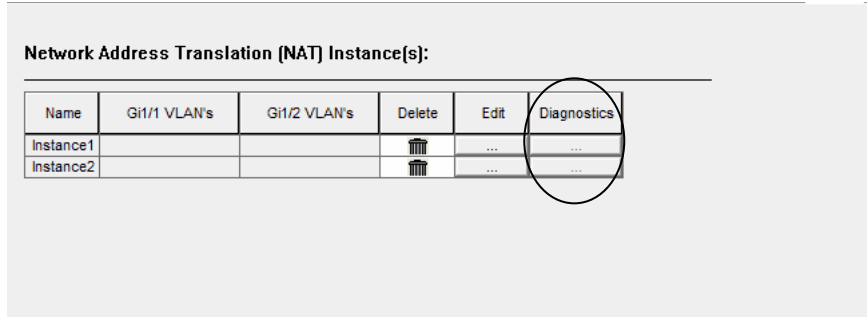 Network Address Translation (NAT) Instance(s):
Name Gi1/1 VLAN's Gi1/2 VLAN's Delete Edit Diagnostics
Instance1 ... ...
Instance2 ... ...